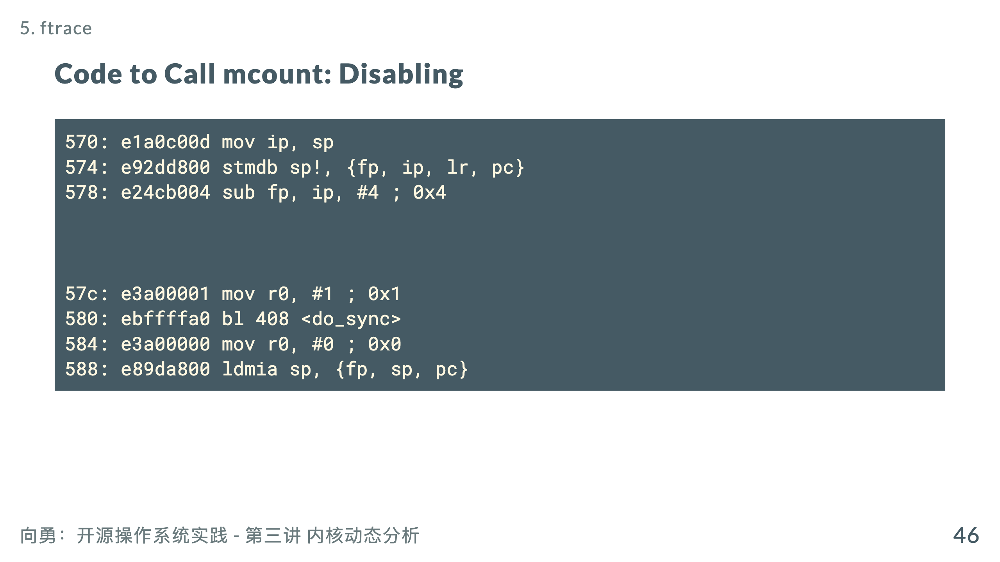 5. ftrace
Code to Call mcount: Disabling
570: e1a0c00d mov ip, sp
574: e92dd800 stmdb sp!, {fp, ip, lr, pc}
578: e24cb004 sub fp, ip, #4 ; 0x4
57c: e3a00001 mov r0, #1 ; 0x1
580: ebffffa0 bl 408 <do_sync>
584: e3a00000 mov r0, #0 ; 0x0
588: e89da800 ldmia sp, {fp, sp, pc}
向勇：开源操作系统实践 - 第三讲 内核动态分析
46